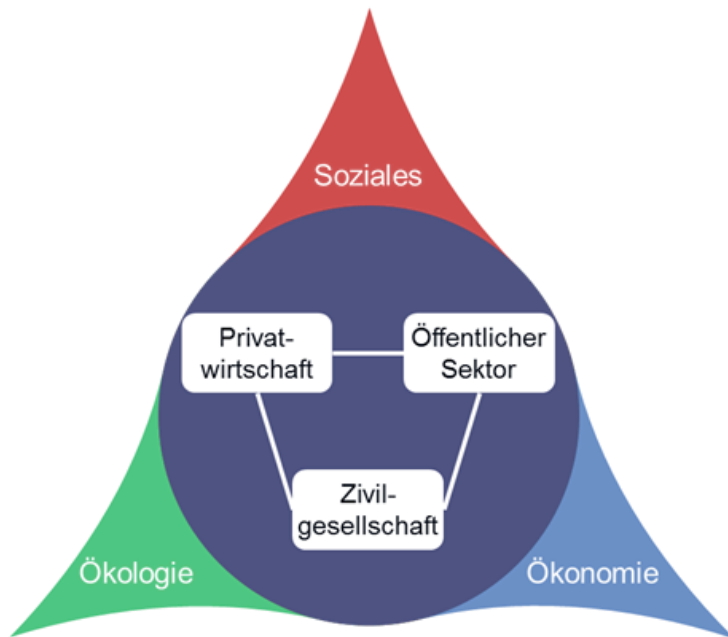 Soziales
Privat-
wirtschaft
Öffentlicher
Sektor
Zivil-
gesellschaft
Ökologie
Ökonomie